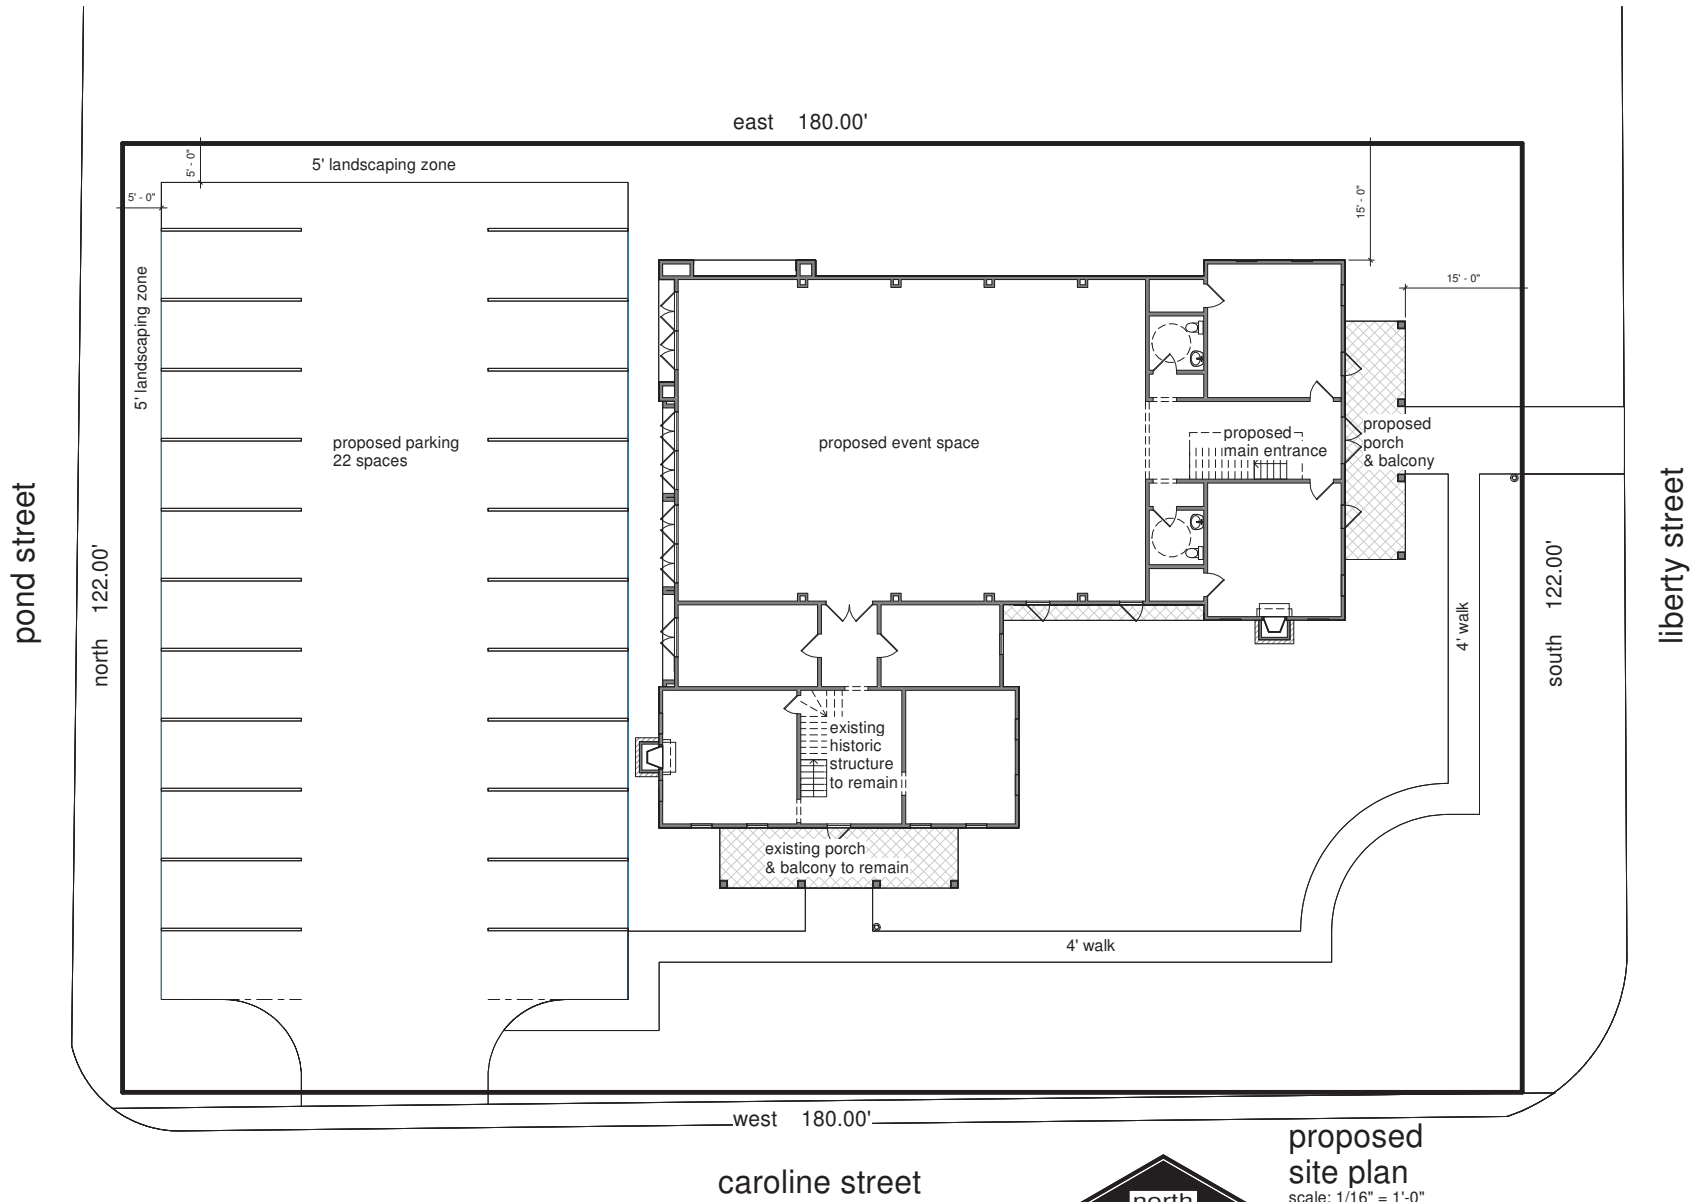 east 180.00'
5' - 0"
5' landscaping zone
5' - 0"
15' - 0"
15' - 0"
5' landscaping zone
proposed parking
22 spaces
proposed event space
proposed
main entrance
proposed
porch
& balcony
pond street
north 122.00'
south 122.00'
liberty street
4' walk
existing
historic
structure
to remain
existing porch
& balcony to remain
4' walk
west 180.00'
caroline street
north
proposed
site plan
scale: 1/16" = 1'-0"